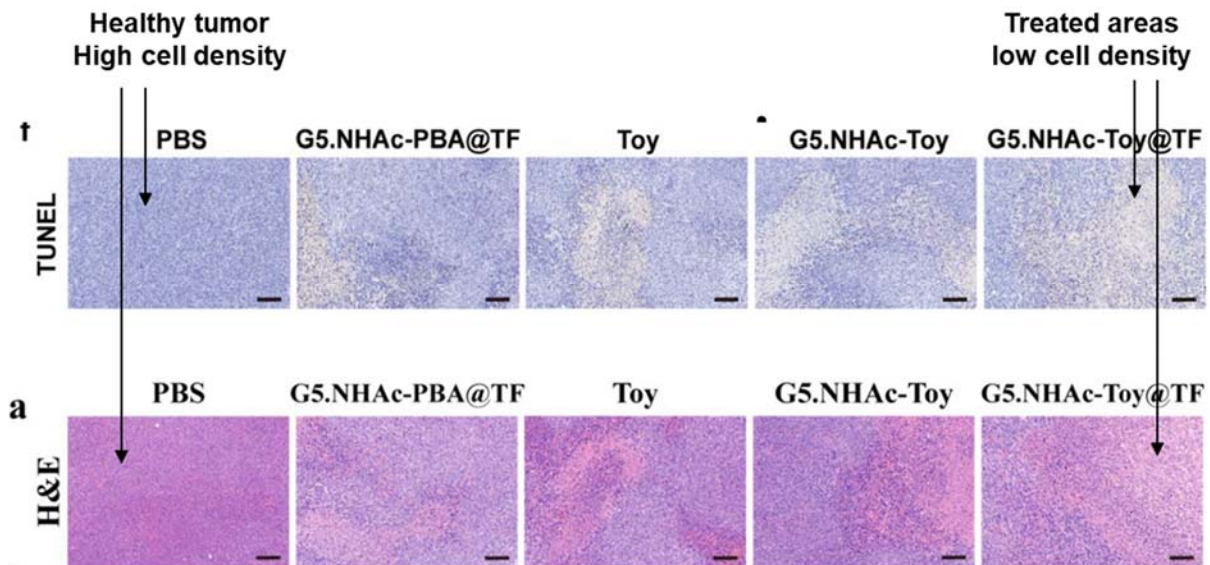 Healthy tumor
High cell density
Treated areas
low cell density
f
PBS
G5.NHAc-PBA@TF
Toy
G5.NHAc-Toy
G5.NHAc-Toy@TF
TUNEL
a
PBS
G5.NHAc-PBA@TF
Toy
G5.NHAc-Toy
G5.NHAc-Toy@TF
H&E